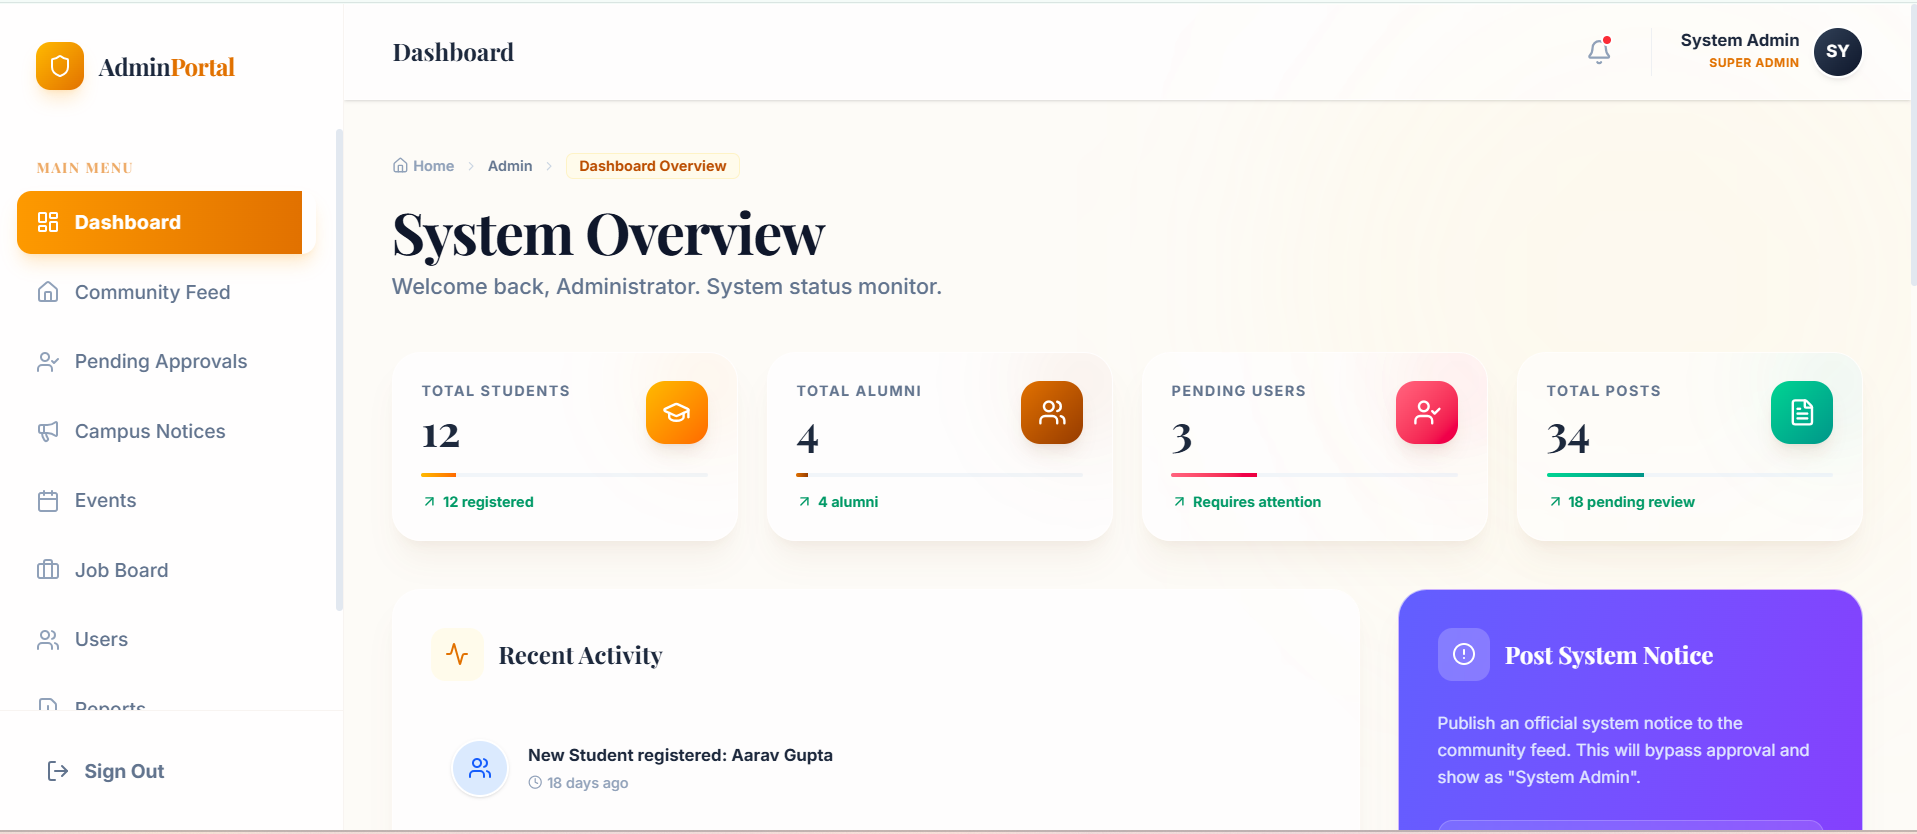 AdminPortal
MAIN MENU
Dashboard
Community Feed
Pending Approvals
Campus Notices
Events
Job Board
Users
Reports
Sign Out
Dashboard
System Admin
SUPER ADMIN
SY
Home
Admin
Dashboard Overview
System Overview
Welcome back, Administrator. System status monitor.
TOTAL STUDENTS
12
12 registered
TOTAL ALUMNI
4
4 alumni
PENDING USERS
3
Requires attention
TOTAL POSTS
34
18 pending review
Recent Activity
New Student registered: Aarav Gupta
18 days ago
Post System Notice
Publish an official system notice to the
community feed. This will bypass approval and
show as "System Admin".